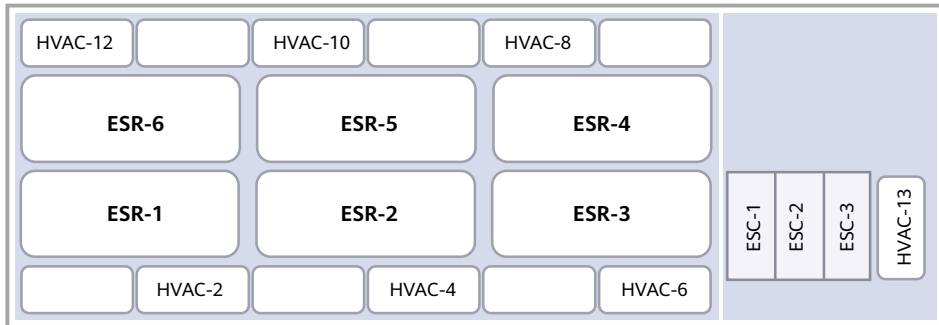 HVAC-12
HVAC-10
HVAC-8
ESR-6
ESR-5
ESR-4
ESR-1
ESR-2
ESR-3
HVAC-2
HVAC-4
HVAC-6
ESC-1
ESC-2
ESC-3
HVAC-13